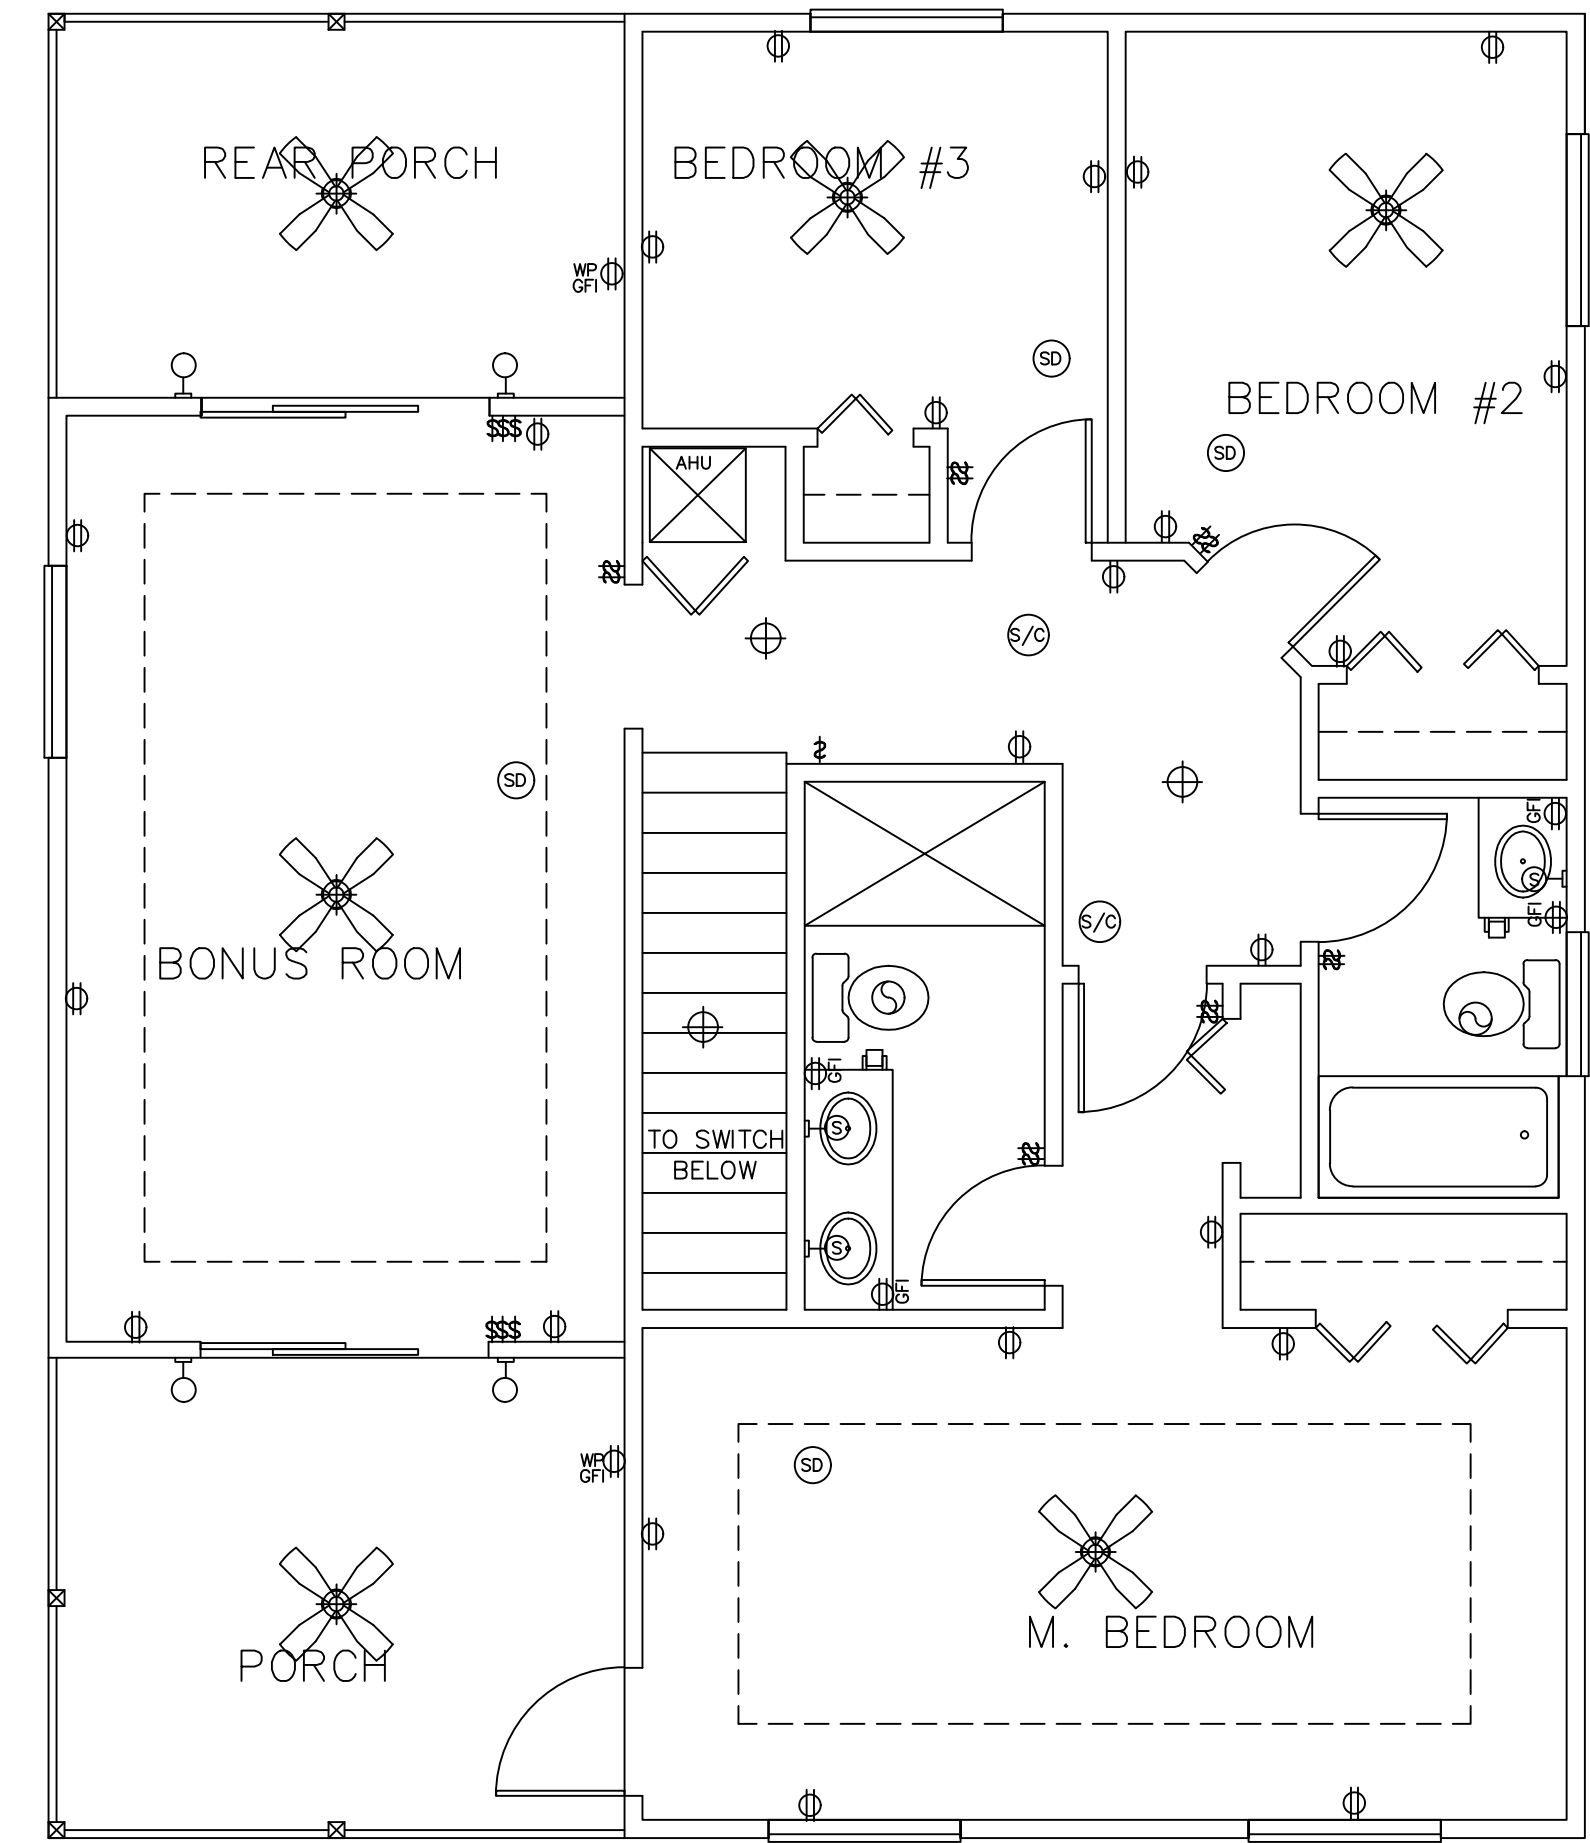 REAR PORCH
BEDROOM #3
WP
GFI
SD
BEDROOM #2
SD
$$$
AHU
S/C
SD
GFI
S
GFI
S/C
BONUS ROOM
GFI
S
TO SWITCH
BELOW
S
GFI
$$$
WP
GFI
SD
M. BEDROOM
PORCH